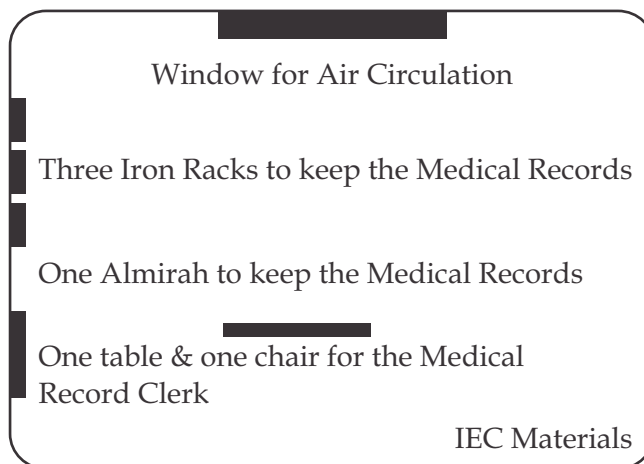 Window for Air Circulation
Three Iron Racks to keep the Medical Records
One Almirah to keep the Medical Records
One table & one chair for the Medical
Record Clerk
IEC Materials